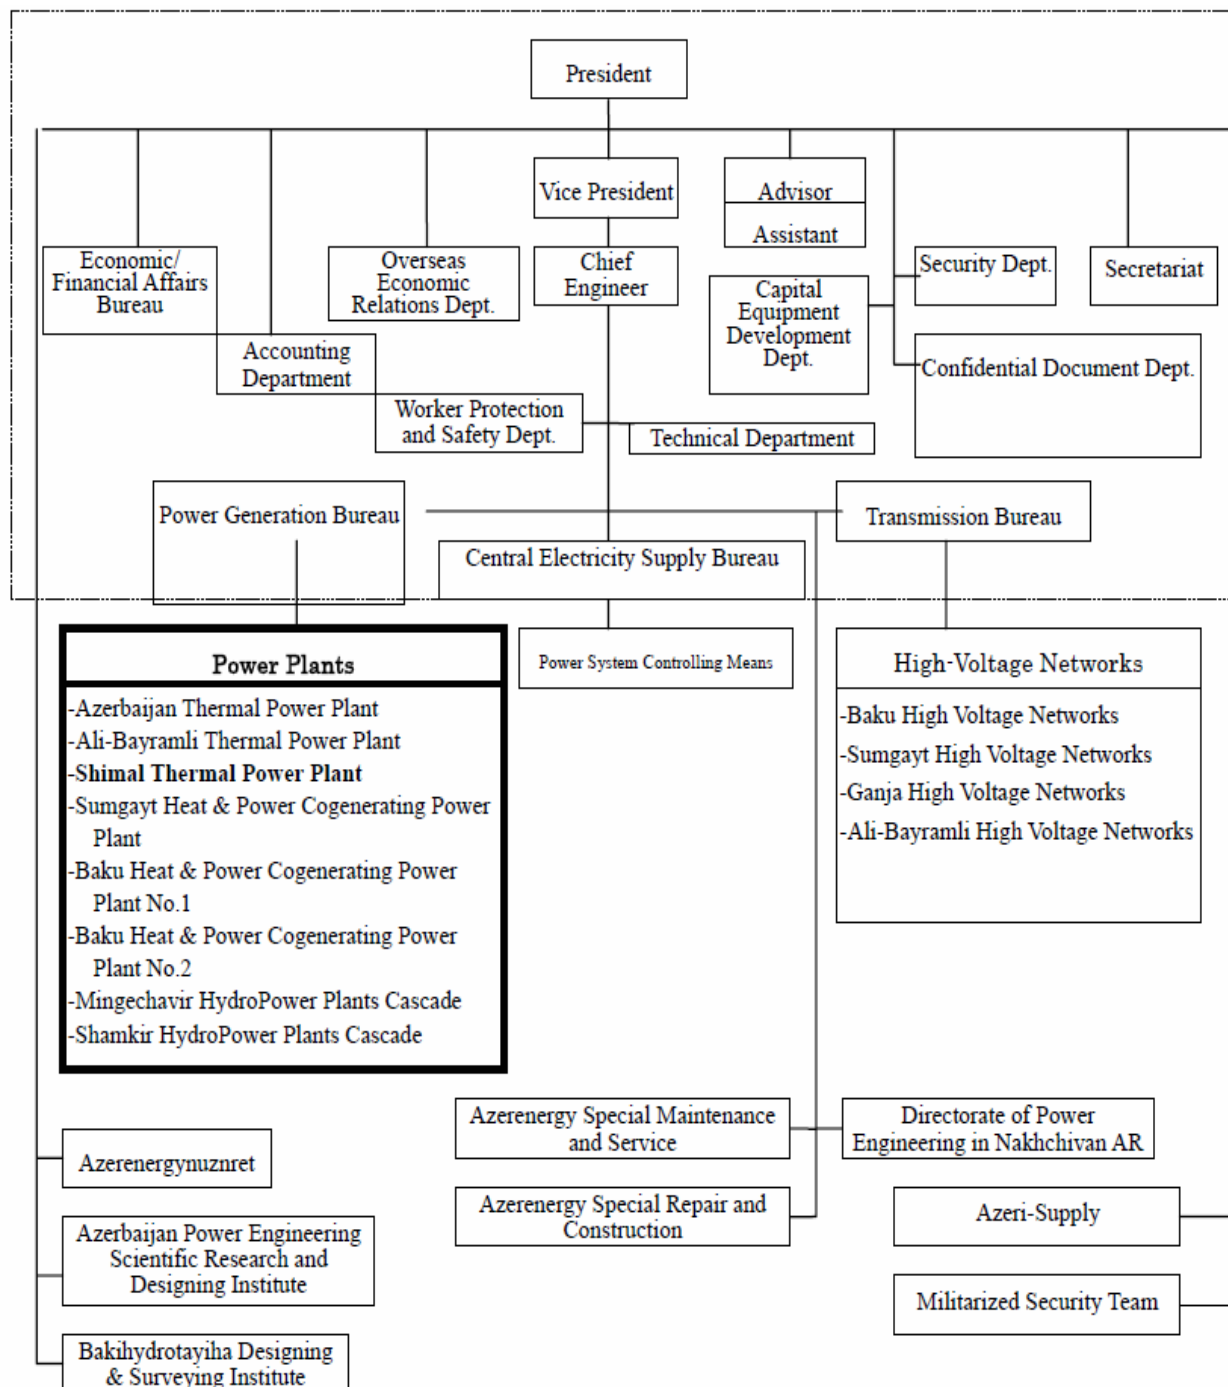 President
Vice President
Advisor
Assistant
Economic/
Financial Affairs
Bureau
Overseas
Economic
Relations Dept.
Chief
Engineer
Capital
Equipment
Development
Dept.
Security Dept.
Secretariat
Accounting
Department
Confidential Document Dept.
Worker Protection
and Safety Dept.
Technical Department
Power Generation Bureau
Transmission Bureau
Central Electricity Supply Bureau
Power Plants
-Azerbaijan Thermal Power Plant
-Ali-Bayramli Thermal Power Plant
-Shimal Thermal Power Plant
-Sumgayt Heat & Power Cogenerating Power
Plant
-Baku Heat & Power Cogenerating Power
Plant No.1
-Baku Heat & Power Cogenerating Power
Plant No.2
-Mingechavir HydroPower Plants Cascade
-Shamkir HydroPower Plants Cascade
Power System Controlling Means
High-Voltage Networks
-Baku High Voltage Networks
-Sumgayt High Voltage Networks
-Ganja High Voltage Networks
-Ali-Bayramli High Voltage Networks
Azerenergy Special Maintenance
and Service
Directorate of Power
Engineering in Nakhchivan AR
Azerenergynuznret
Azerenergy Special Repair and
Construction
Azeri-Supply
Azerbaijan Power Engineering
Scientific Research and
Designing Institute
Militarized Security Team
Bakihydrotayiha Designing
& Surveying Institute